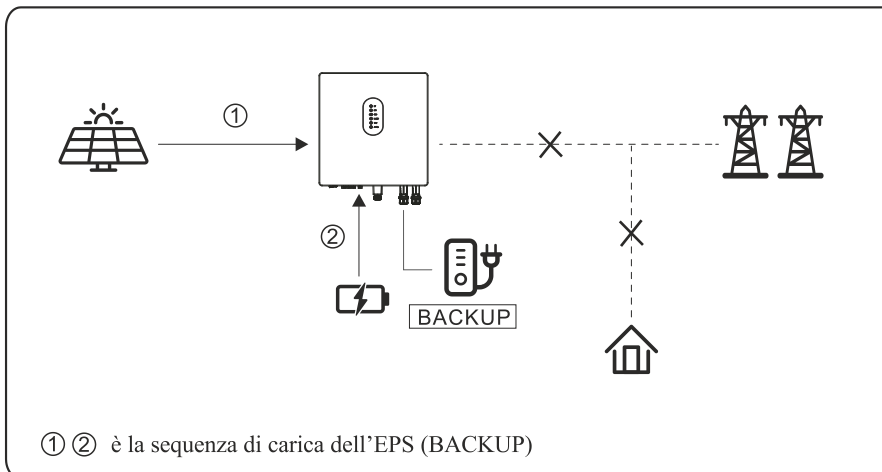 ①
②
BACKUP
① ② è la sequenza di carica dell’EPS (BACKUP)